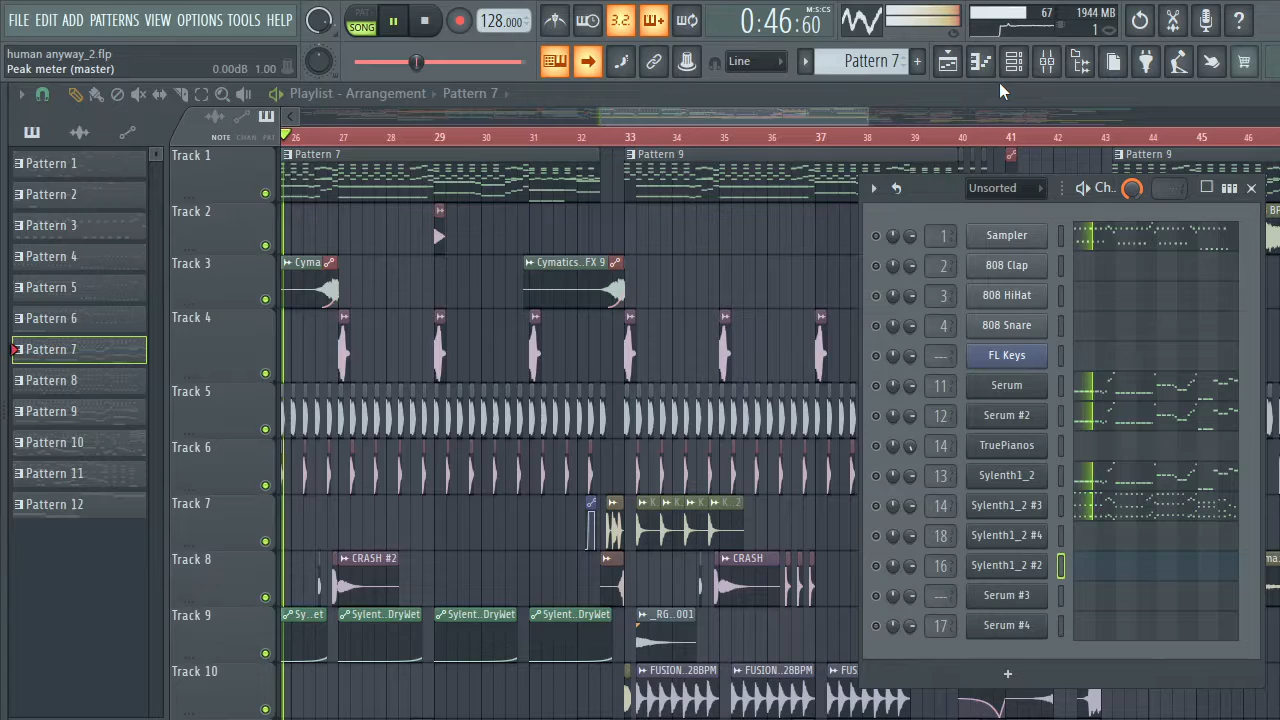 FILE EDIT ADD PATTERNS VIEW OPTIONS TOOLS HELP
PAT
SONG
128.000
3.2
0:46:60
M:S:CS
67
1944 MB
1
human anyway_2.flp
Peak meter (master)
0.00dB 1.00
Line
Pattern 7
Playlist - Arrangement
Pattern 7
NOTE CHAN PAT
26 27 28 29 30 31 32 33 34 35 36 37 38 39 40 41 42 43 44 45 46
Pattern 1
Pattern 2
Pattern 3
Pattern 4
Pattern 5
Pattern 6
Pattern 7
Pattern 8
Pattern 9
Pattern 10
Pattern 11
Pattern 12
Track 1
Pattern 7
Pattern 9
Pattern 9
Track 2
Track 3
Cyma
Cymatics..FX 9
Track 4
Track 5
Track 6
Track 7
K
K
K
K..2
Track 8
CRASH #2
CRASH
Track 9
Sy..et
Sylent..DryWet
Sylent..DryWet
Sylent..DryWet
_RG..001
Track 10
FUSION..28BPM
FUSION..28BPM
FUS
Unsorted
Ch..
1 Sampler
2 808 Clap
3 808 HiHat
4 808 Snare
--- FL Keys
11 Serum
12 Serum #2
14 TruePianos
13 Sylenth1_2
14 Sylenth1_2 #3
18 Sylenth1_2 #4
16 Sylenth1_2 #2
--- Serum #3
17 Serum #4
+